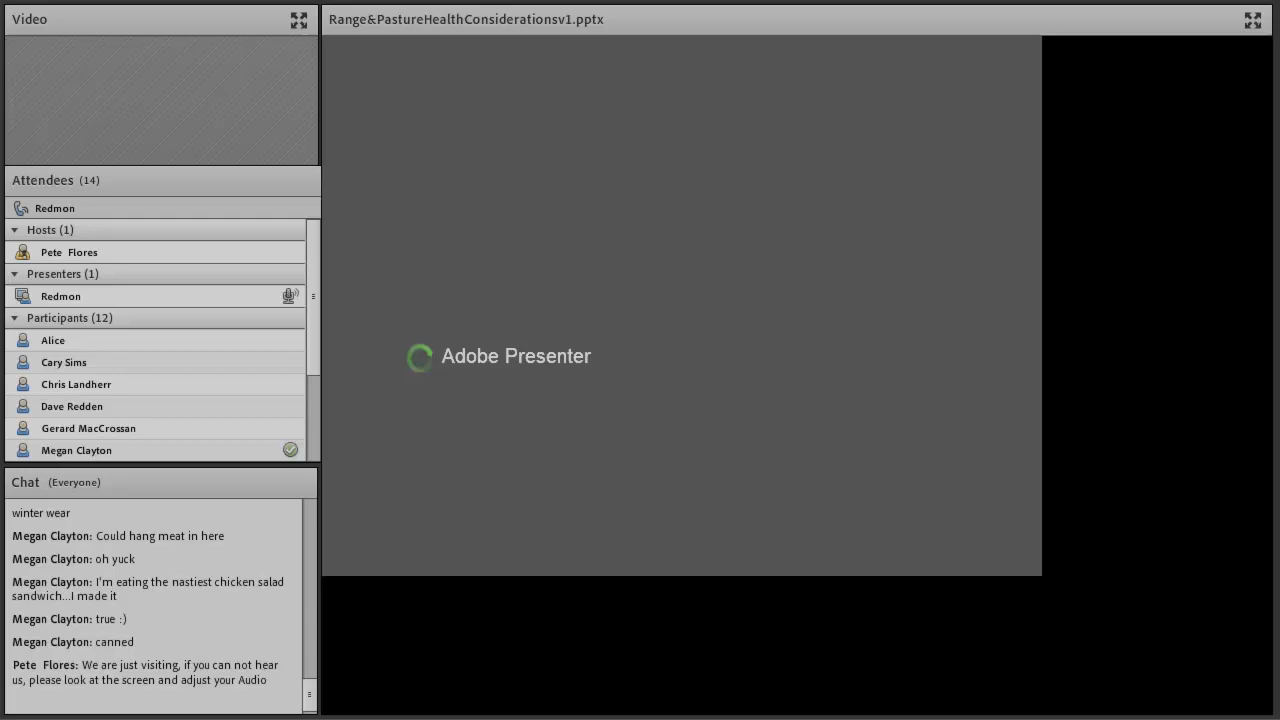 Video
Range&PastureHealthConsiderationsv1.pptx
Attendees (14)
Redmon
Hosts (1)
Pete Flores
Presenters (1)
Redmon
Participants (12)
Alice
Cary Sims
Chris Landherr
Dave Redden
Gerard MacCrossan
Megan Clayton
Adobe Presenter
Chat (Everyone)
winter wear
Megan Clayton: Could hang meat in here
Megan Clayton: oh yuck
Megan Clayton: I'm eating the nastiest chicken salad
sandwich...I made it
Megan Clayton: true :)
Megan Clayton: canned
Pete Flores: We are just visiting, if you can not hear
us, please look at the screen and adjust your Audio